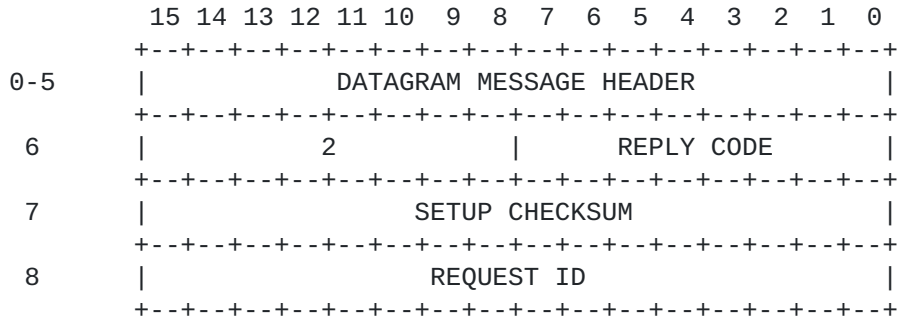 15 14 13 12 11 10 9 8 7 6 5 4 3 2 1 0
+--+--+--+--+--+--+--+--+--+--+--+--+--+--+--+--+
0-5 | DATAGRAM MESSAGE HEADER |
+--+--+--+--+--+--+--+--+--+--+--+--+--+--+--+--+
6 | 2 | REPLY CODE |
+--+--+--+--+--+--+--+--+--+--+--+--+--+--+--+--+
7 | SETUP CHECKSUM |
+--+--+--+--+--+--+--+--+--+--+--+--+--+--+--+--+
8 | REQUEST ID |
+--+--+--+--+--+--+--+--+--+--+--+--+--+--+--+--+